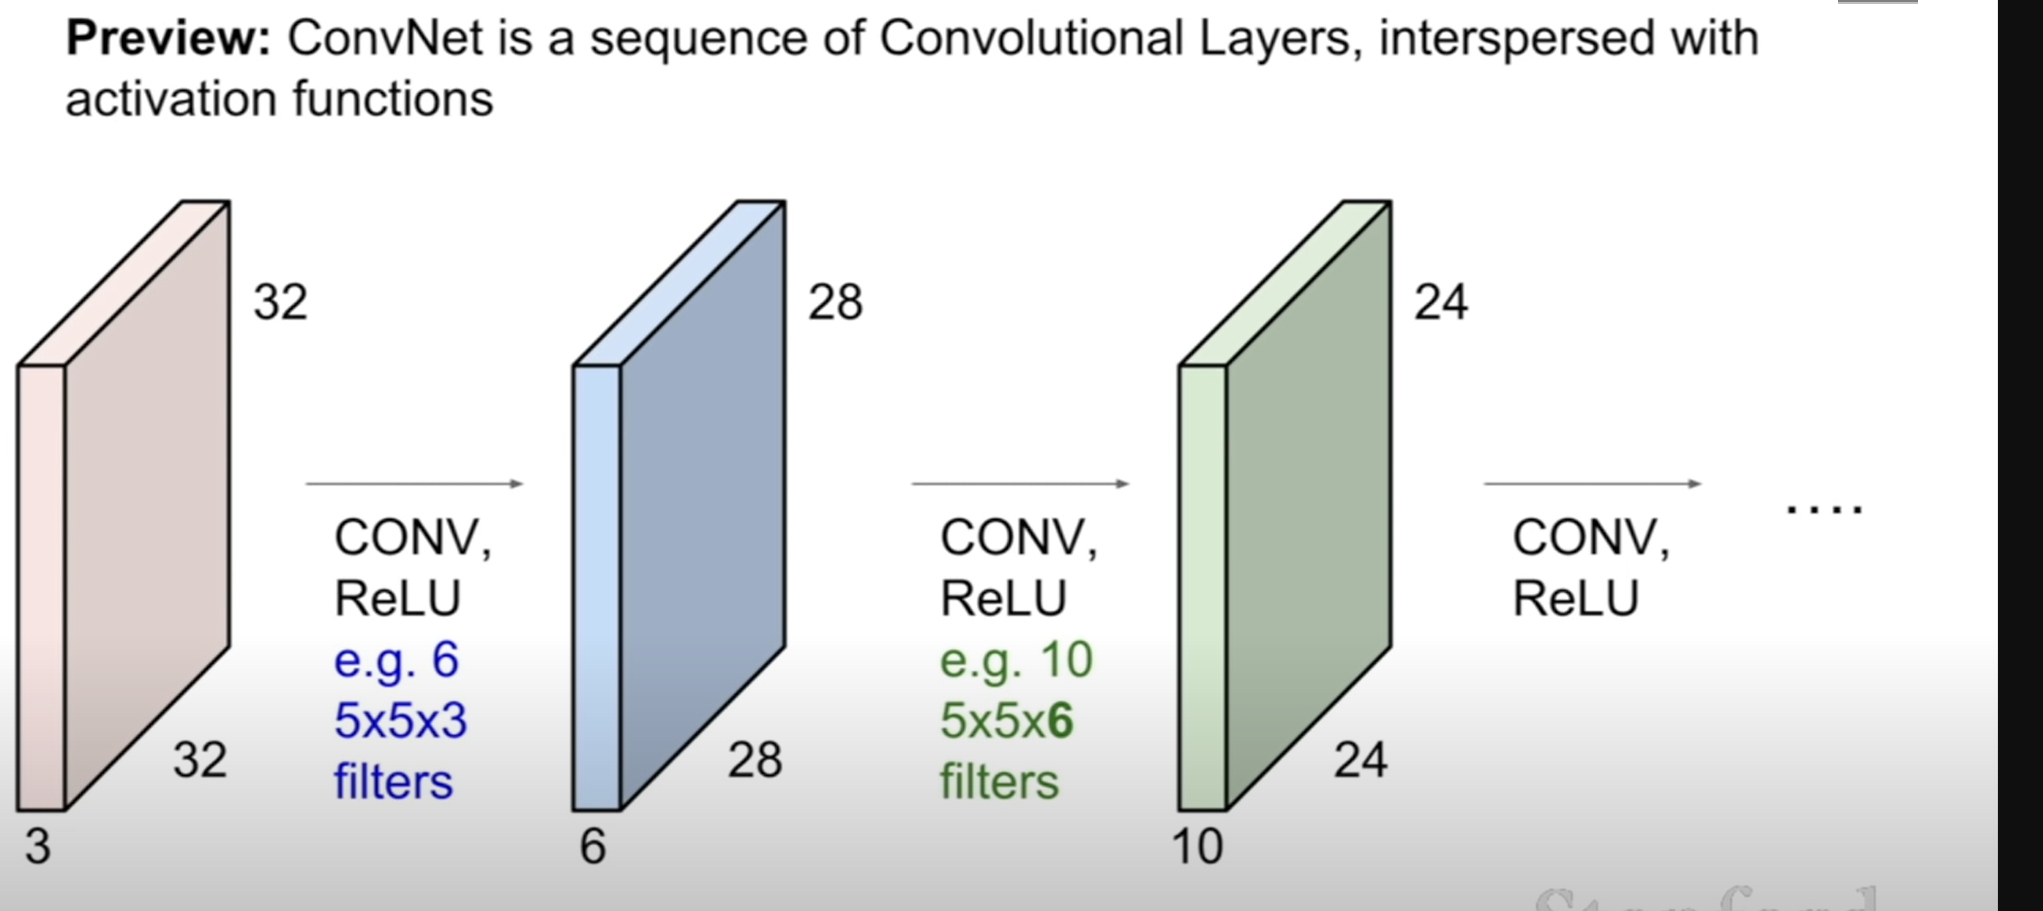 Preview: ConvNet is a sequence of Convolutional Layers, interspersed with
activation functions
32
32
3
CONV,
ReLU
e.g. 6
5x5x3
filters
28
28
6
CONV,
ReLU
e.g. 10
5x5x6
filters
24
24
10
CONV,
ReLU
....